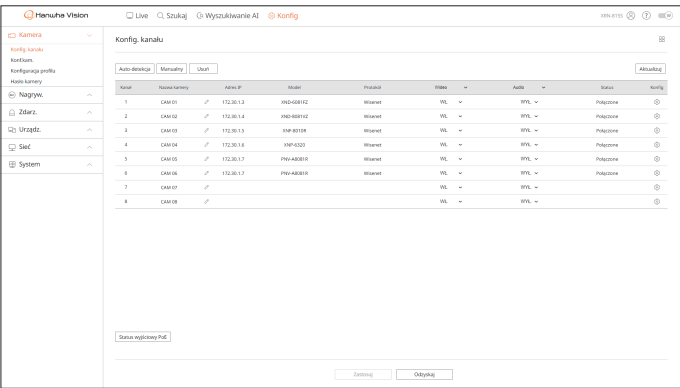 Hanwha Vision Live Szukaj Wyszukiwanie AI Konfig XRN-819S
Kamera
Konfig. kanału
Konf.kam.
Konfiguracja profilu
Hasło kamery
Nagryw.
Zdarz.
Urządz.
Sieć
System
Konfig. kanału
Auto-detekcja Manualny Usuń Aktualizuj
Kanał Nazwa kamery Adres IP Model Protokół Wideo Audio Status Konfig
1 CAM 01 172.30.1.3 XND-6081FZ Wisenet WŁ. WYŁ. Połączone
2 CAM 02 172.30.1.4 XND-8081VZ Wisenet WŁ. WYŁ. Połączone
3 CAM 03 172.30.1.5 XNP-8010R Wisenet WŁ. WYŁ. Połączone
4 CAM 04 172.30.1.6 XNP-6320 Wisenet WŁ. WYŁ. Połączone
5 CAM 05 172.30.1.7 PNV-A8081R Wisenet WŁ. WYŁ. Połączone
6 CAM 06 172.30.1.7 PNV-A8081R Wisenet WŁ. WYŁ. Połączone
7 CAM 07 WŁ. WYŁ.
8 CAM 08 WŁ. WYŁ.
Status wyjściowy PoE
Zastosuj Odzyskaj